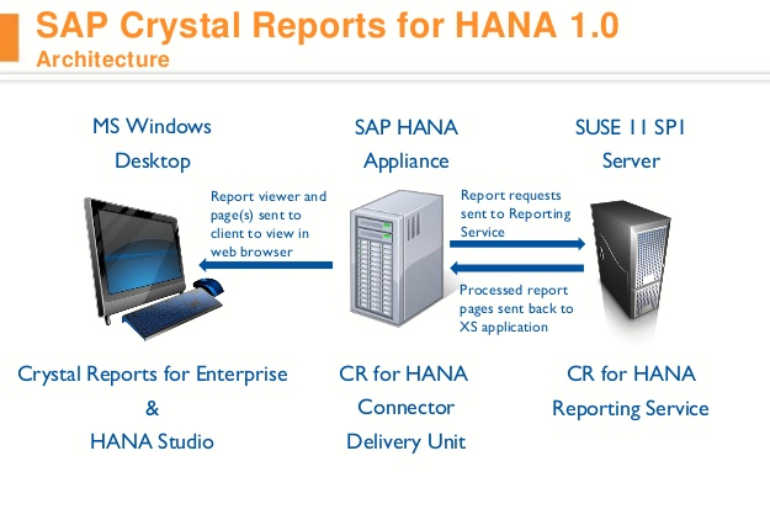 SAP Crystal Reports for HANA 1.0
Architecture
MS Windows
Desktop
SAP HANA
Appliance
SUSE 11 SP1
Server
Report viewer and
page(s) sent to
client to view in
web browser
Report requests
sent to Reporting
Service
Processed report
pages sent back to
XS application
Crystal Reports for Enterprise
&
HANA Studio
CR for HANA
Connector
Delivery Unit
CR for HANA
Reporting Service